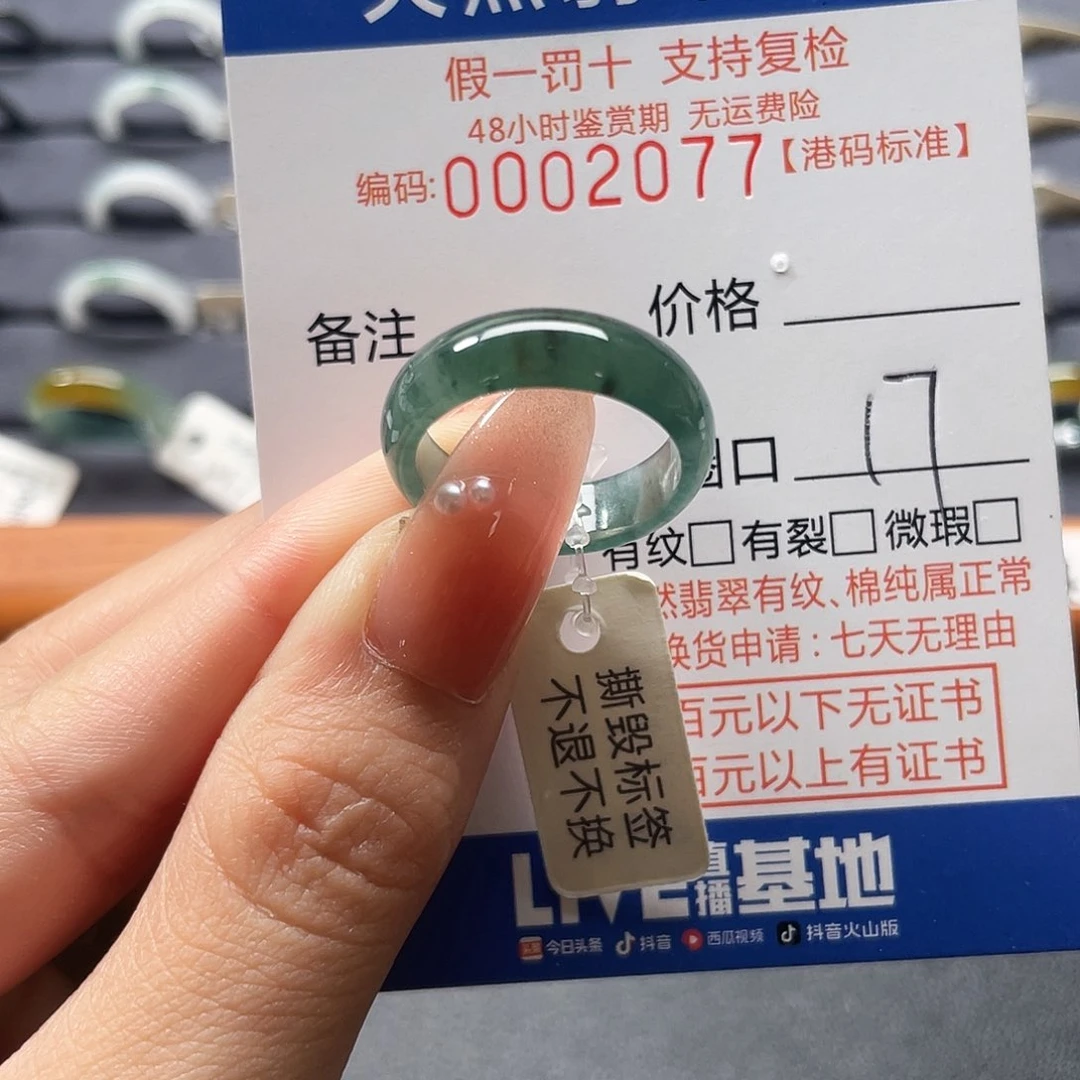 假一罚十 支持复检
48小时鉴赏期 无运费险
编码:0002077【港码标准】
备注
价格
圈口 17
有纹□有裂□微瑕□
然翡翠有纹、棉纯属正常
换货申请：七天无理由
百元以下无证书
百元以上有证书
撕毁标签
不退不换
LIVE直播基地
今日头条 抖音 西瓜视频 抖音火山版